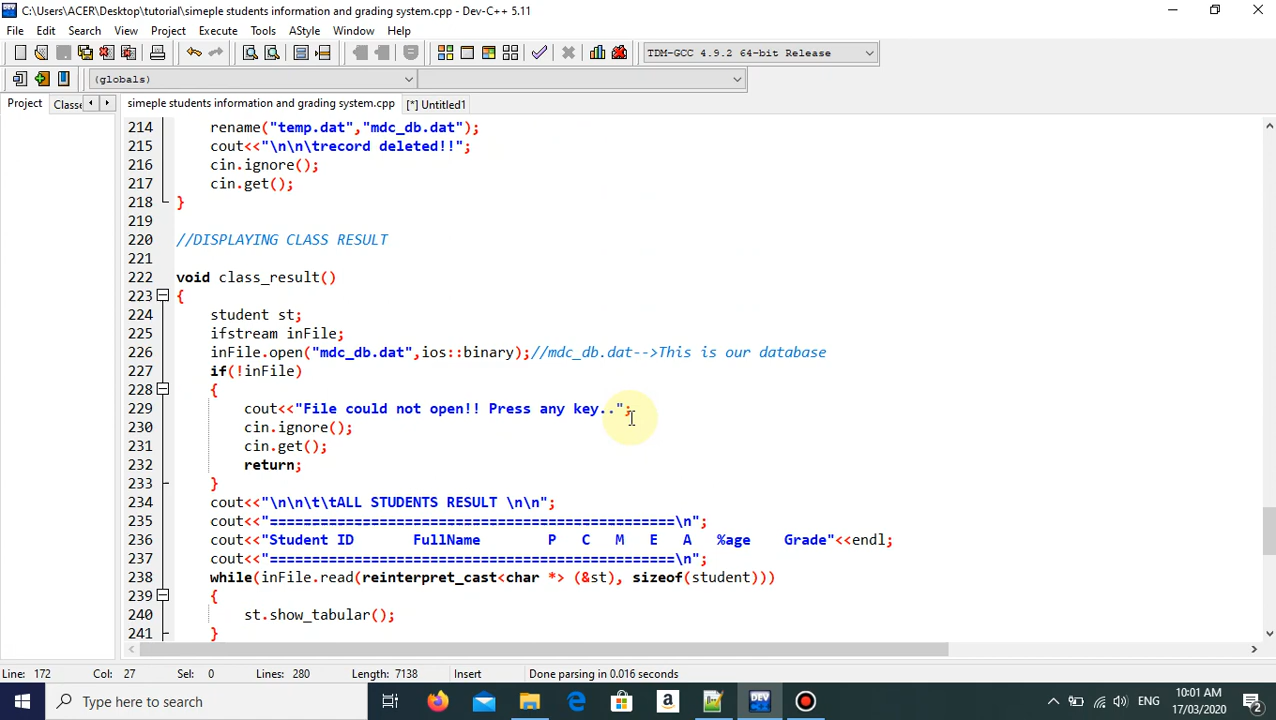 C:\Users\ACER\Desktop\tutorial\simeple students information and grading system.cpp - Dev-C++ 5.11
File Edit Search View Project Execute Tools AStyle Window Help
TDM-GCC 4.9.2 64-bit Release
(globals)
Project Classe simeple students information and grading system.cpp [*] Untitled1
214 rename("temp.dat","mdc_db.dat");
215 cout<<"\n\n\trecord deleted!!";
216 cin.ignore();
217 cin.get();
218 }
219
220 //DISPLAYING CLASS RESULT
221
222 void class_result()
223 {
224 student st;
225 ifstream inFile;
226 inFile.open("mdc_db.dat",ios::binary);//mdc_db.dat-->This is our database
227 if(!inFile)
228 {
229 cout<<"File could not open!! Press any key..";
230 cin.ignore();
231 cin.get();
232 return;
233 }
234 cout<<"\n\n\t\tALL STUDENTS RESULT \n\n";
235 cout<<"================================================\n";
236 cout<<"Student ID       FullName        P   C   M   E   A   %age    Grade"<<endl;
237 cout<<"================================================\n";
238 while(inFile.read(reinterpret_cast<char *> (&st), sizeof(student)))
239 {
240 st.show_tabular();
241 }
Line: 172 Col: 27 Sel: 0 Lines: 280 Length: 7138 Insert Done parsing in 0.016 seconds
Type here to search
DEV
ENG
10:01 AM
17/03/2020
2